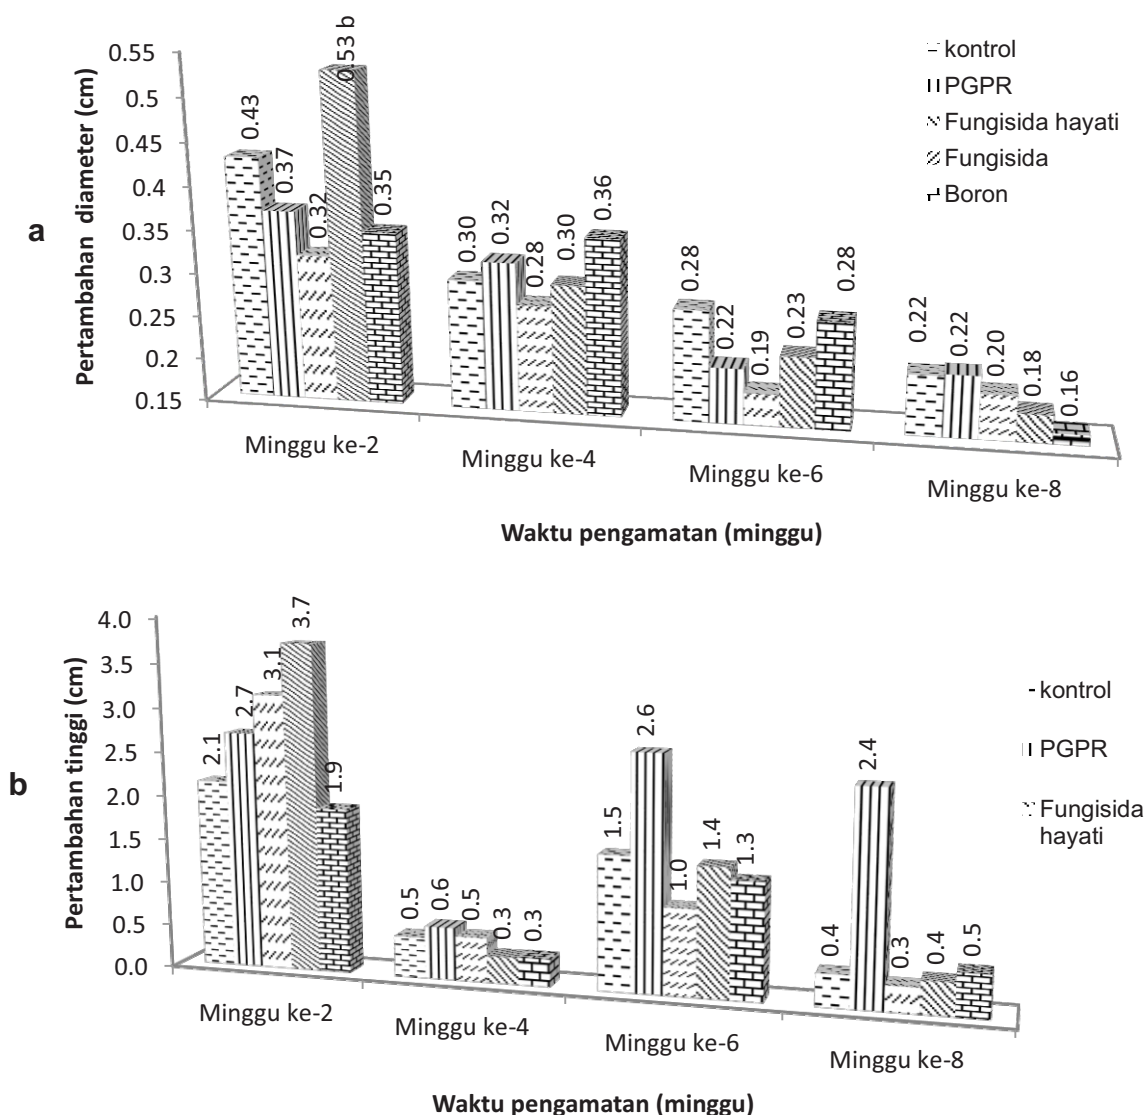 a
Pertambahan diameter (cm)
0.55
0.5
0.45
0.4
0.35
0.3
0.25
0.2
0.15
0.43
0.37
0.32
0.53 b
0.35
0.30
0.32
0.28
0.30
0.36
0.28
0.22
0.19
0.23
0.28
0.22
0.22
0.20
0.18
0.16
kontrol
PGPR
Fungisida hayati
Fungisida
Boron
Minggu ke-2
Minggu ke-4
Minggu ke-6
Minggu ke-8
Waktu pengamatan (minggu)
b
Pertambahan tinggi (cm)
4.0
3.5
3.0
2.5
2.0
1.5
1.0
0.5
0.0
2.1
2.7
3.1
3.7
1.9
0.5
0.6
0.5
0.3
0.3
1.5
2.6
1.0
1.4
1.3
0.4
2.4
0.3
0.4
0.5
kontrol
PGPR
Fungisida
hayati
Minggu ke-2
Minggu ke-4
Minggu ke-6
Minggu ke-8
Waktu pengamatan (minggu)